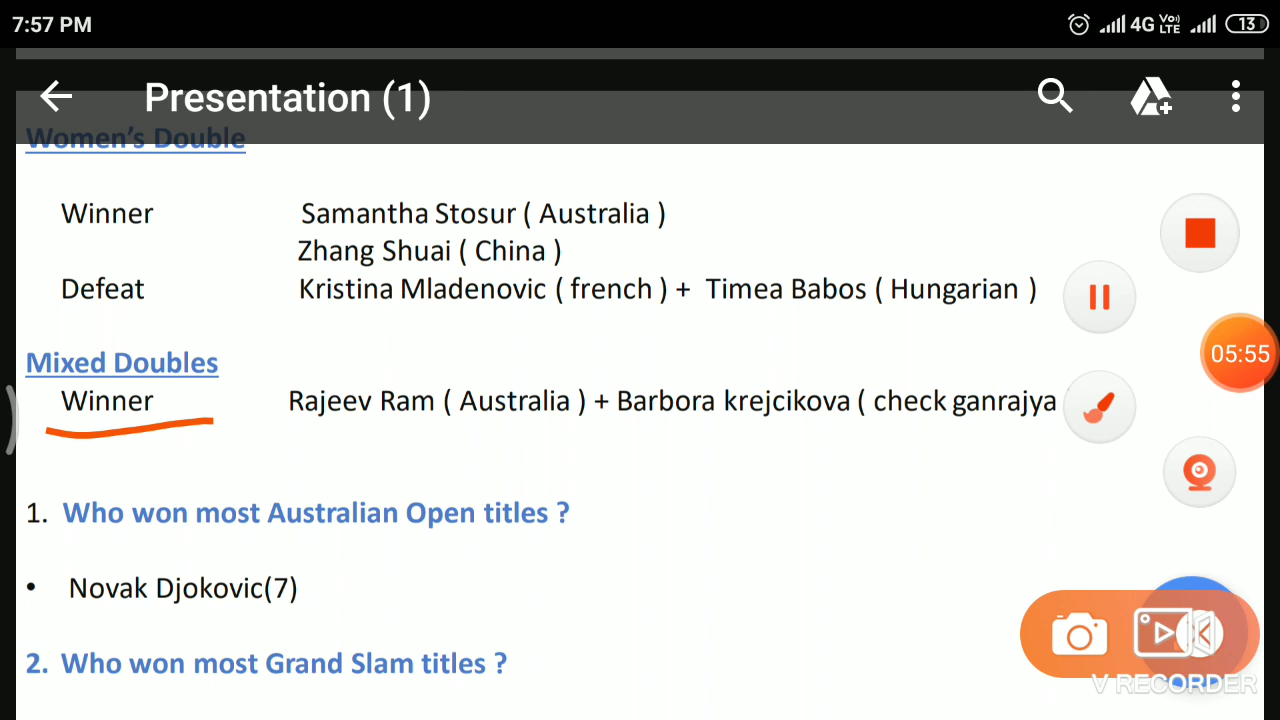 7:57 PM 4G Vo) LTE 13
Presentation (1)
Women's Double
Winner Samantha Stosur ( Australia )
Zhang Shuai ( China )
Defeat Kristina Mladenovic ( french ) + Timea Babos ( Hungarian )
05:55
Mixed Doubles
Winner Rajeev Ram ( Australia ) + Barbora krejcikova ( check ganrajya
1. Who won most Australian Open titles ?
• Novak Djokovic(7)
2. Who won most Grand Slam titles ?
V RECORDER